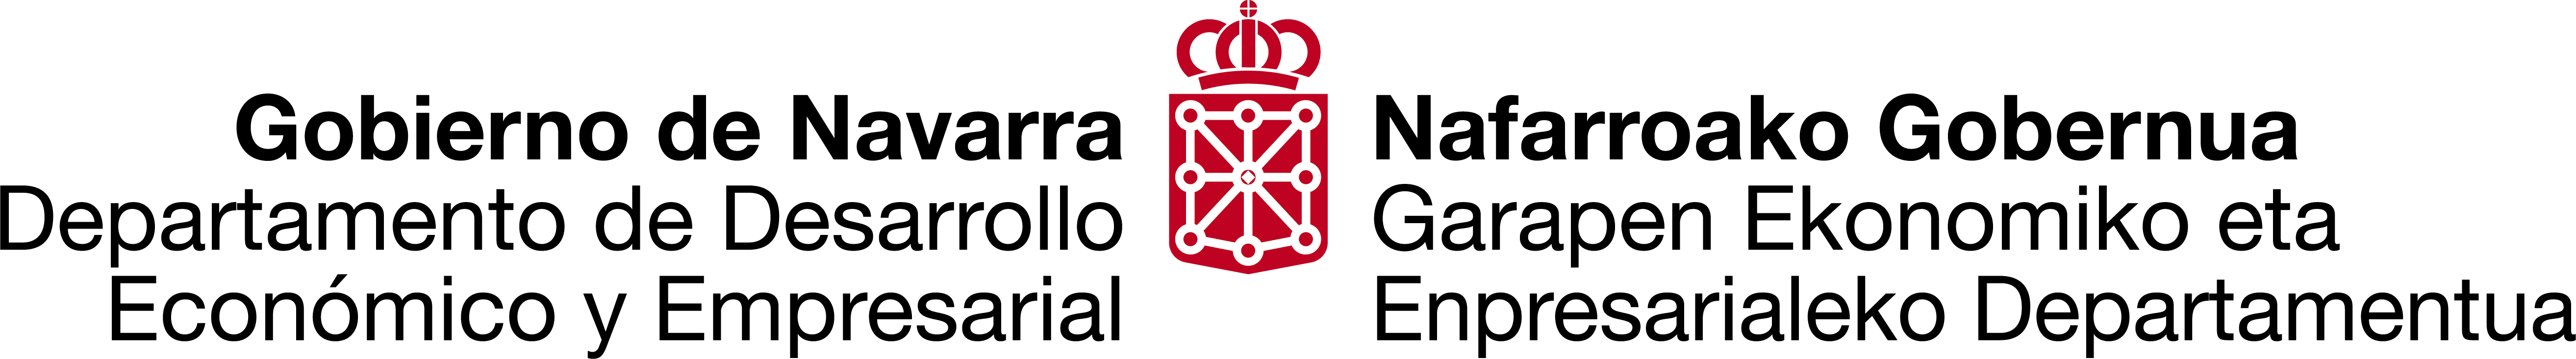 Gobierno de Navarra
Departamento de Desarrollo
Económico y Empresarial
Nafarroako Gobernua
Garapen Ekonomiko eta
Enpresarialeko Departamentua